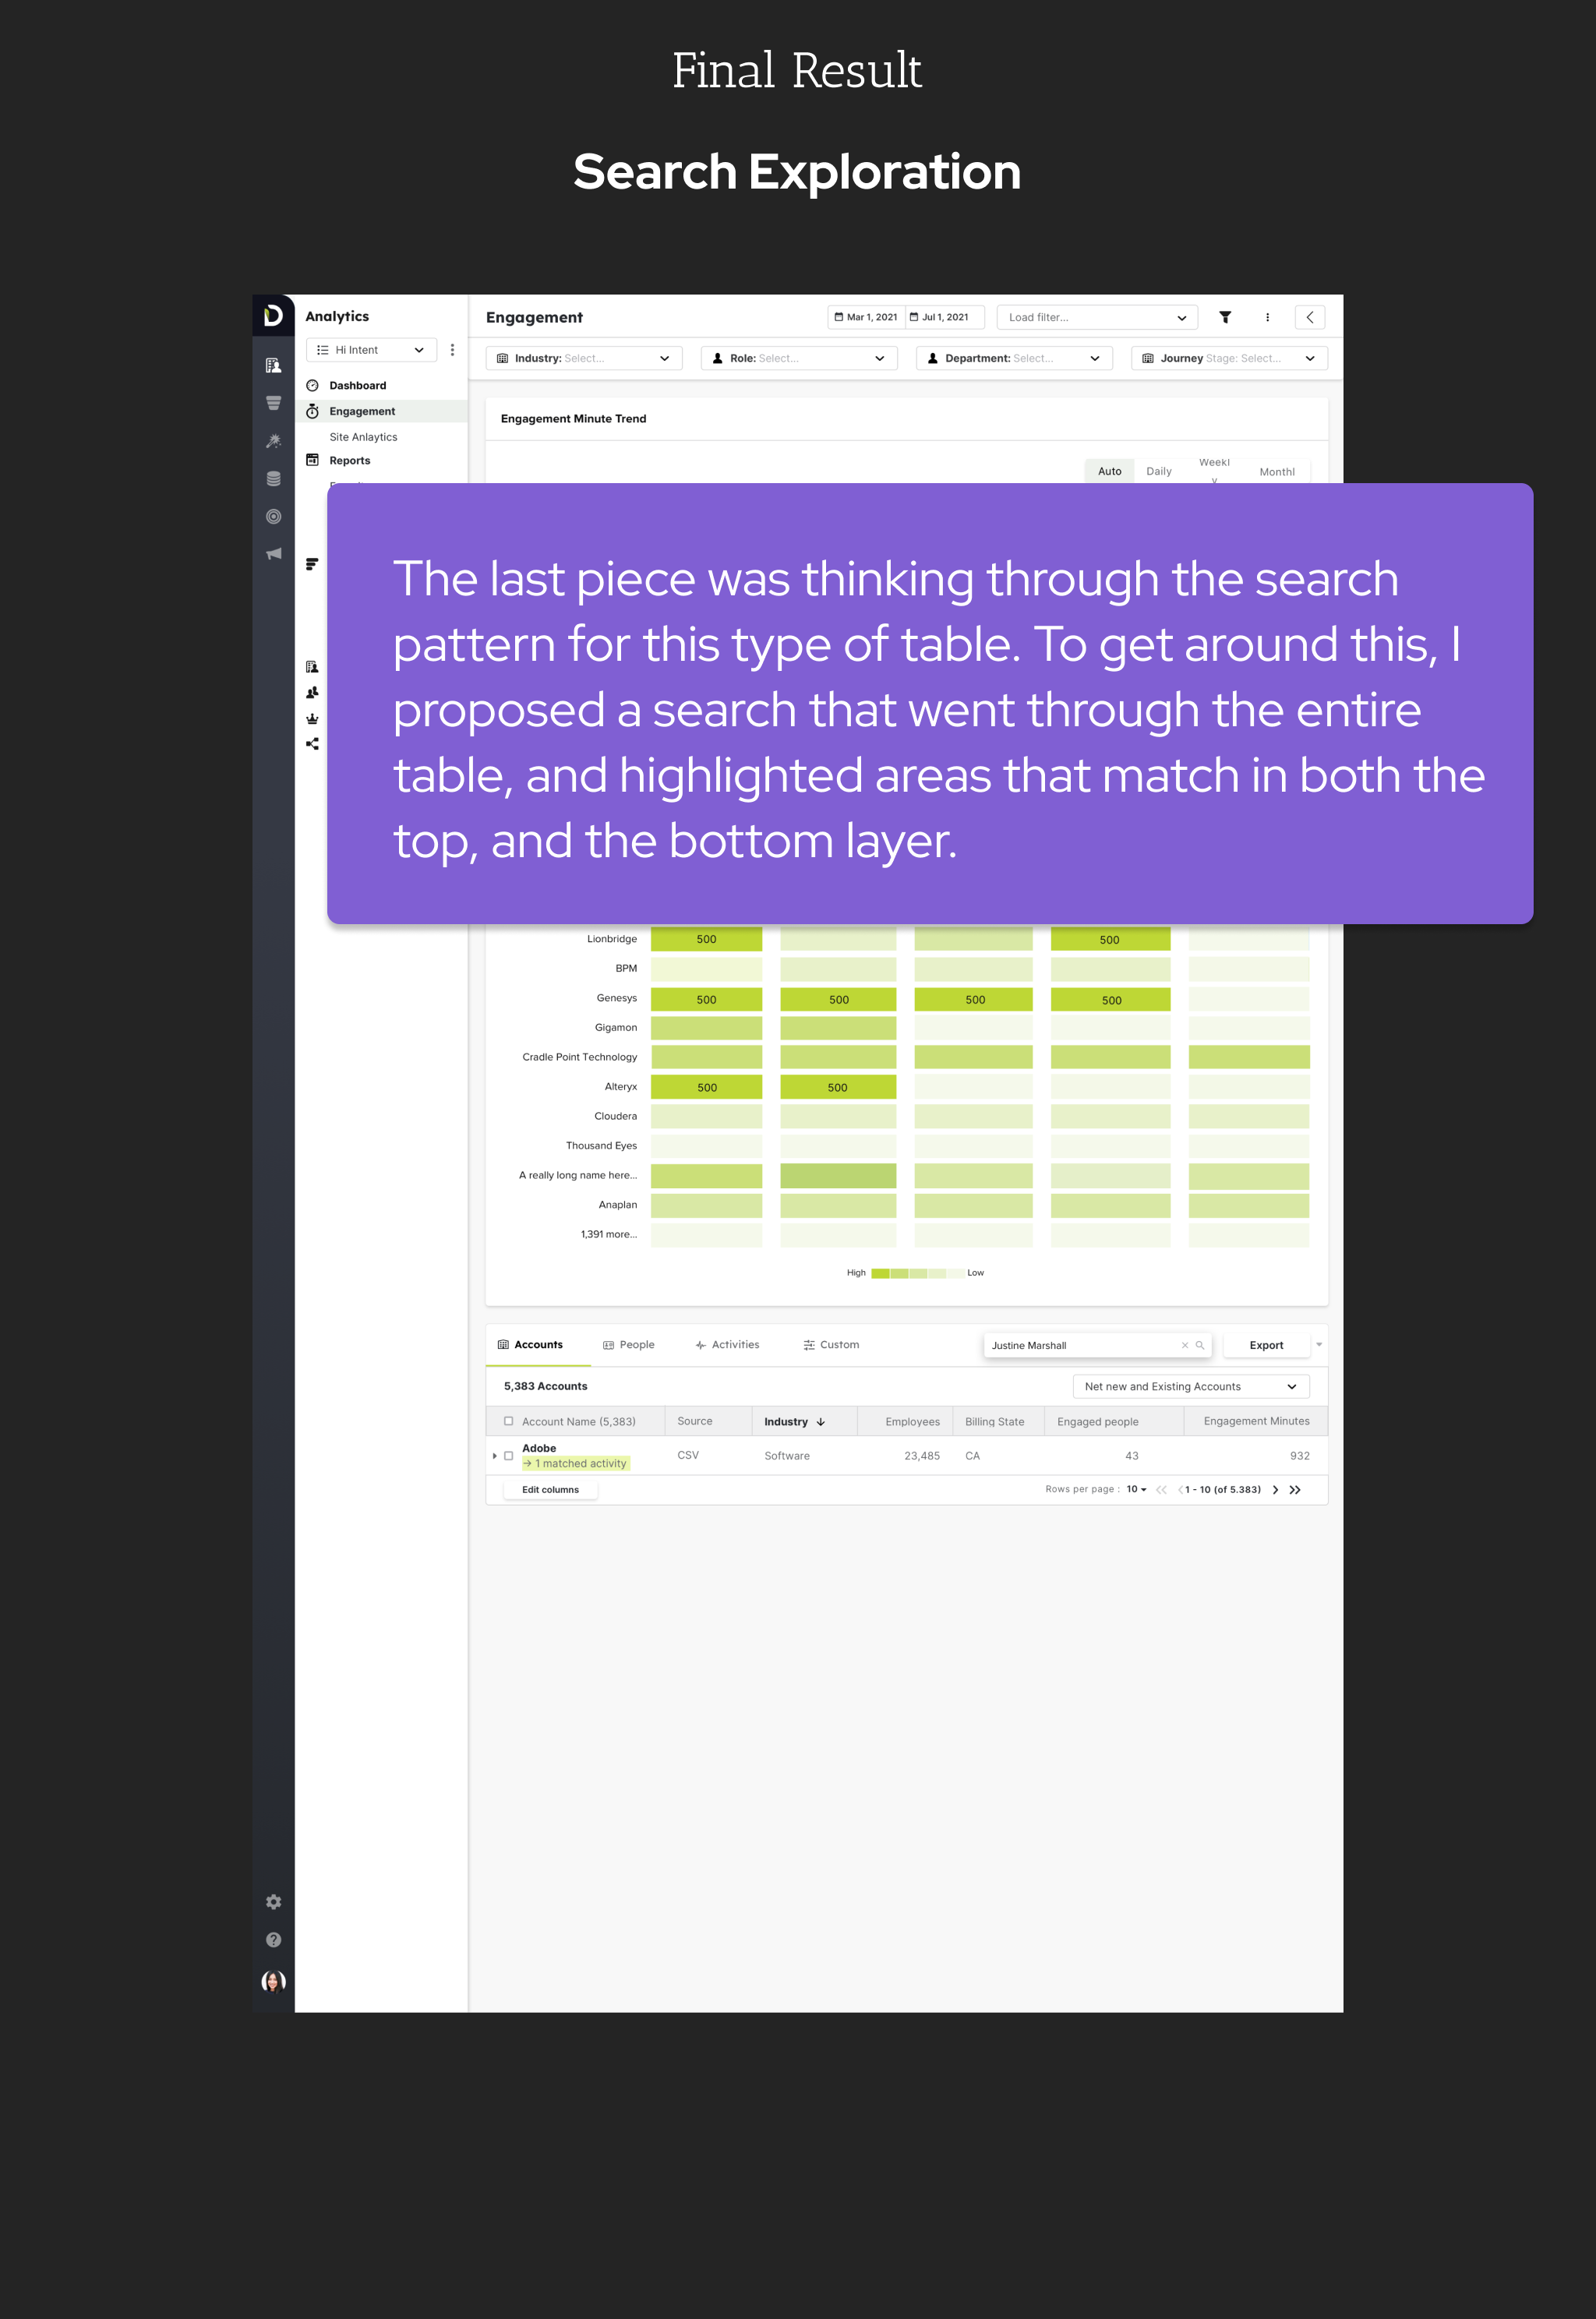 Final Result
Search Exploration
Analytics
Hi Intent
Dashboard
Engagement
Site Anlaytics
Reports
Engagement
Mar 1, 2021
Jul 1, 2021
Load filter...
Industry: Select...
Role: Select...
Department: Select...
Journey Stage: Select...
Engagement Minute Trend
Auto
Daily
Weekl
y
Monthl
The last piece was thinking through the search
pattern for this type of table. To get around this, I
proposed a search that went through the entire
table, and highlighted areas that match in both the
top, and the bottom layer.
Lionbridge 500 500
BPM
Genesys 500 500 500 500
Gigamon
Cradle Point Technology
Alteryx 500 500
Cloudera
Thousand Eyes
A really long name here...
Anaplan
1,391 more...
High Low
Accounts
People
Activities
Custom
Justine Marshall
Export
5,383 Accounts
Net new and Existing Accounts
Account Name (5,383) Source Industry Employees Billing State Engaged people Engagement Minutes
Adobe CSV Software 23,485 CA 43 932
→ 1 matched activity
Edit columns
Rows per page : 10
1 - 10 (of 5.383)